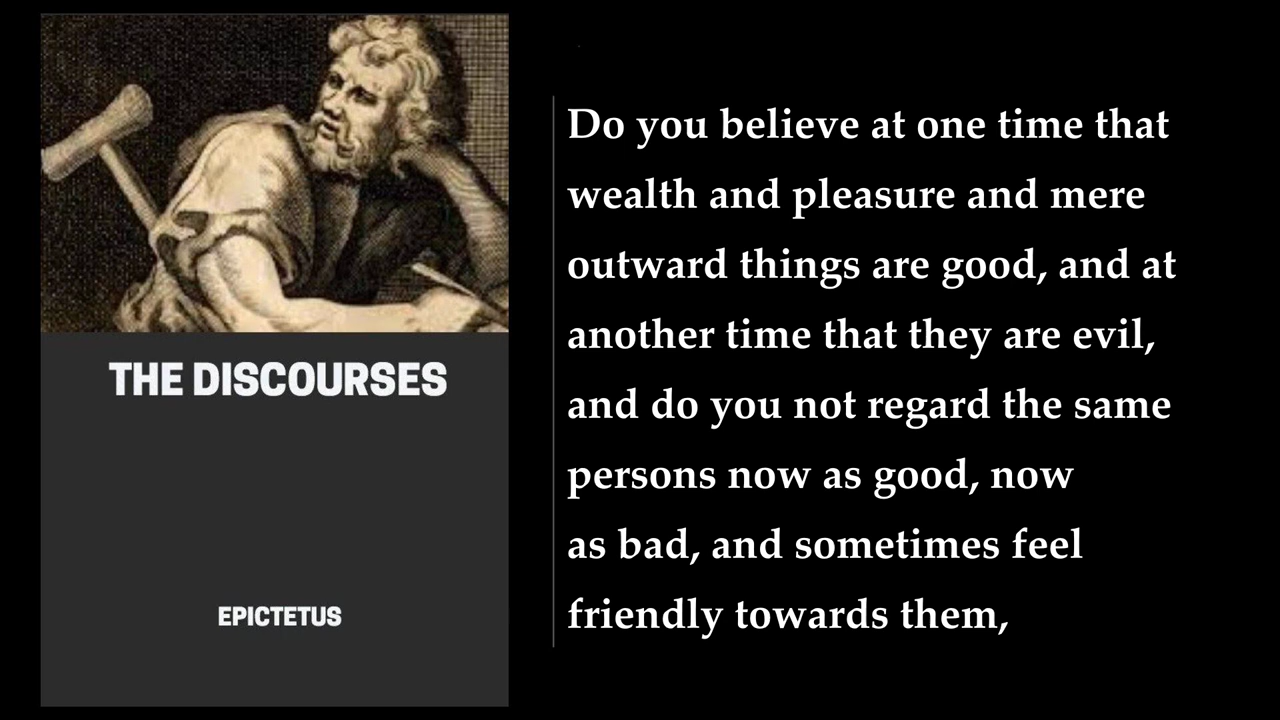 THE DISCOURSES
EPICTETUS
Do you believe at one time that
wealth and pleasure and mere
outward things are good, and at
another time that they are evil,
and do you not regard the same
persons now as good, now
as bad, and sometimes feel
friendly towards them,